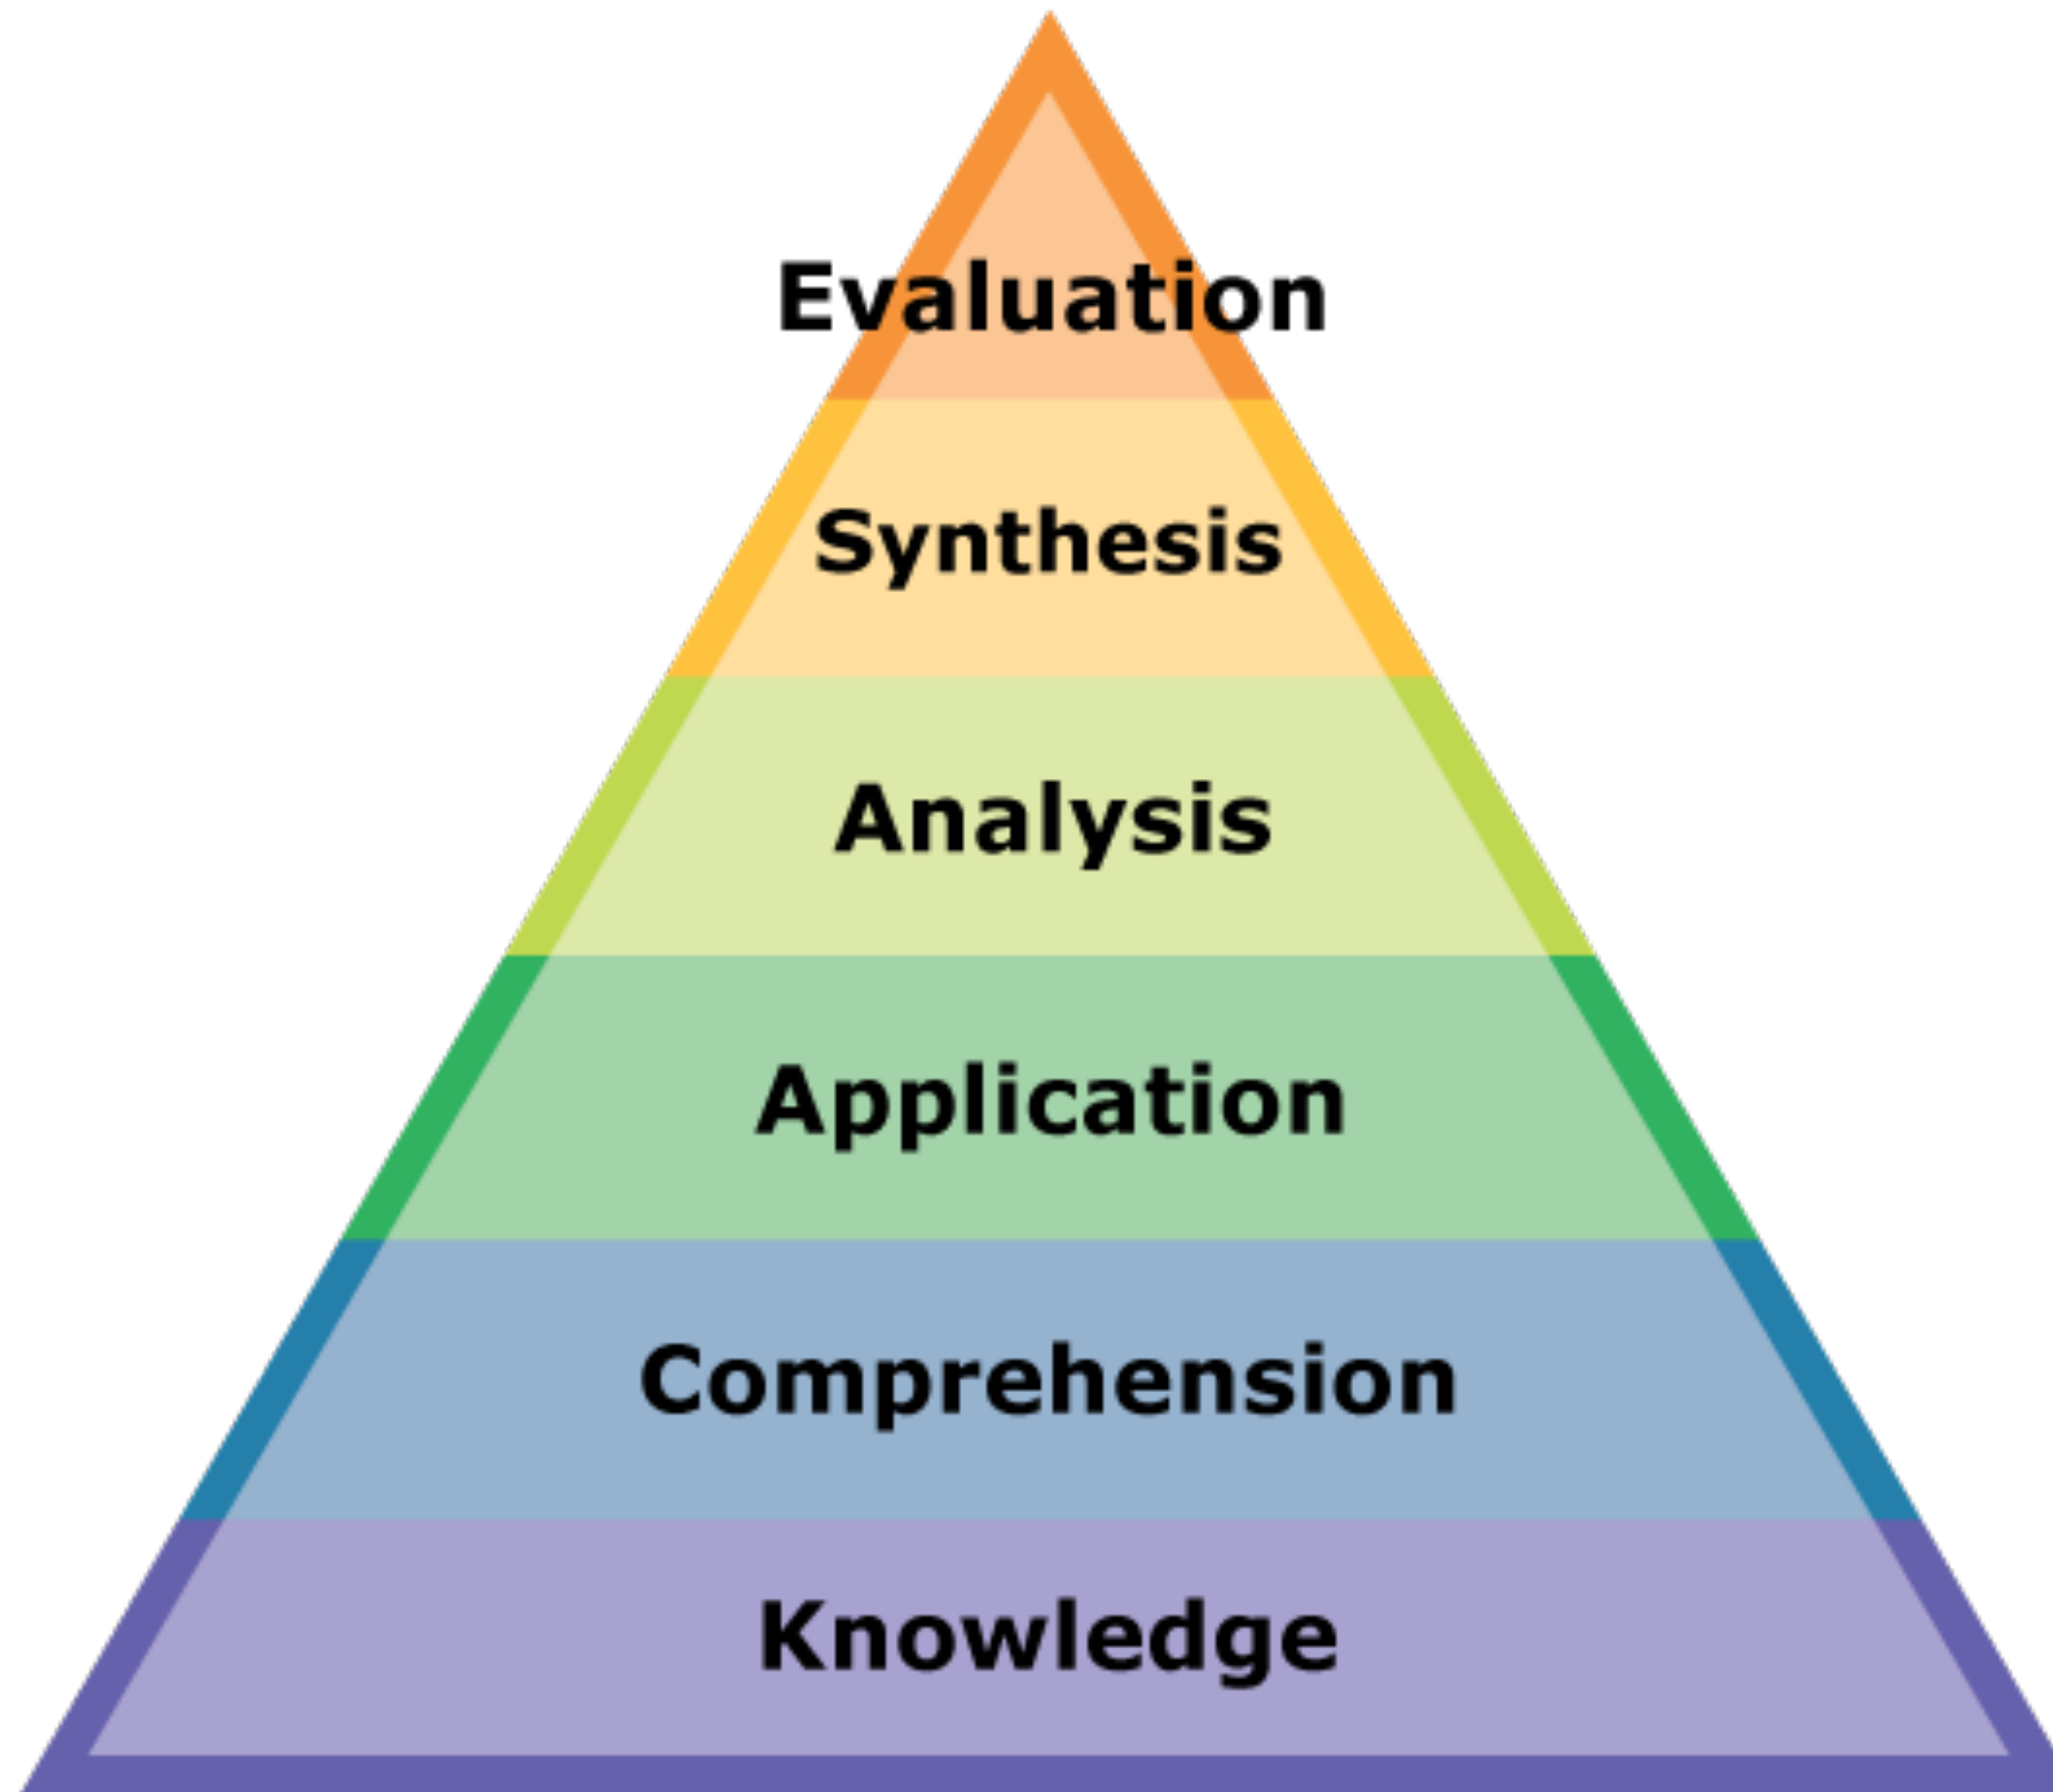 Evaluation
Synthesis
Analysis
Application
Comprehension
Knowledge